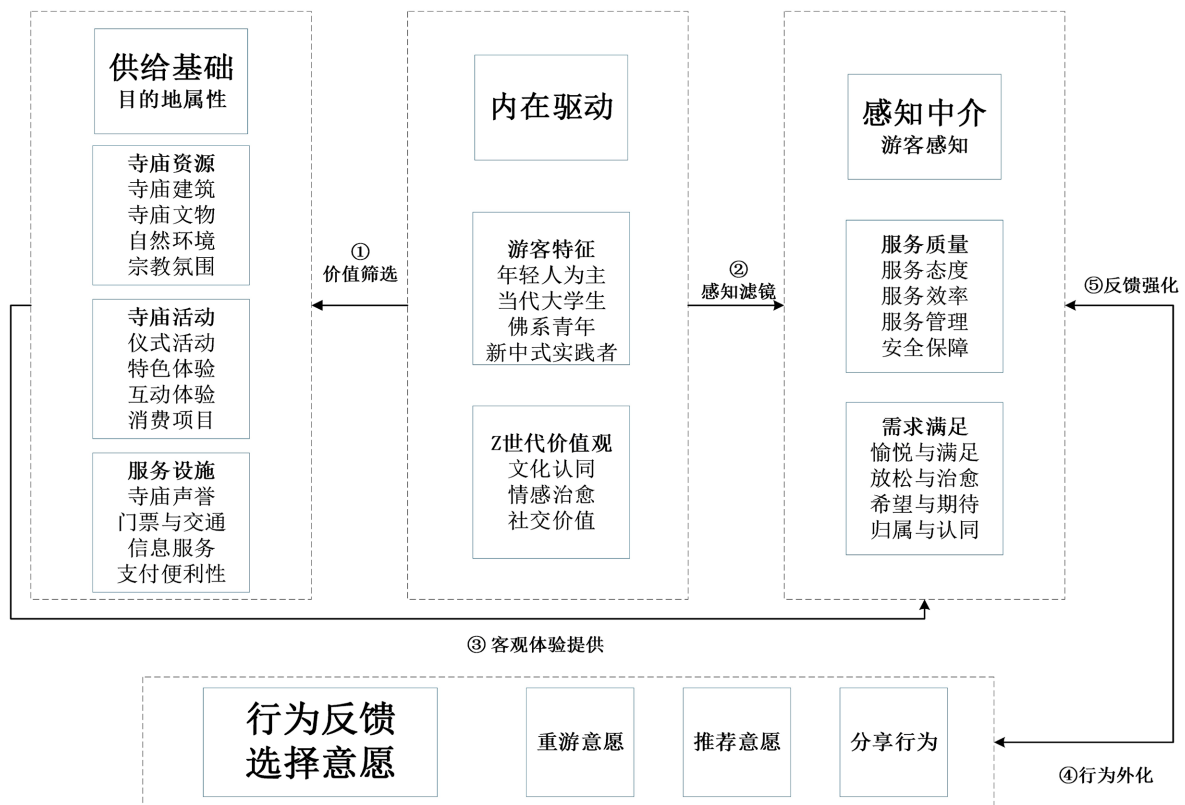 供给基础
目的地属性
寺庙资源
寺庙建筑
寺庙文物
自然环境
宗教氛围
寺庙活动
仪式活动
特色体验
互动体验
消费项目
服务设施
寺庙声誉
门票与交通
信息服务
支付便利性
①
价值筛选
内在驱动
游客特征
年轻人为主
当代大学生
佛系青年
新中式实践者
Z世代价值观
文化认同
情感治愈
社交价值
②
感知滤镜
感知中介
游客感知
服务质量
服务态度
服务效率
服务管理
安全保障
需求满足
愉悦与满足
放松与治愈
希望与期待
归属与认同
⑤反馈强化
③ 客观体验提供
行为反馈
选择意愿
重游意愿
推荐意愿
分享行为
④行为外化